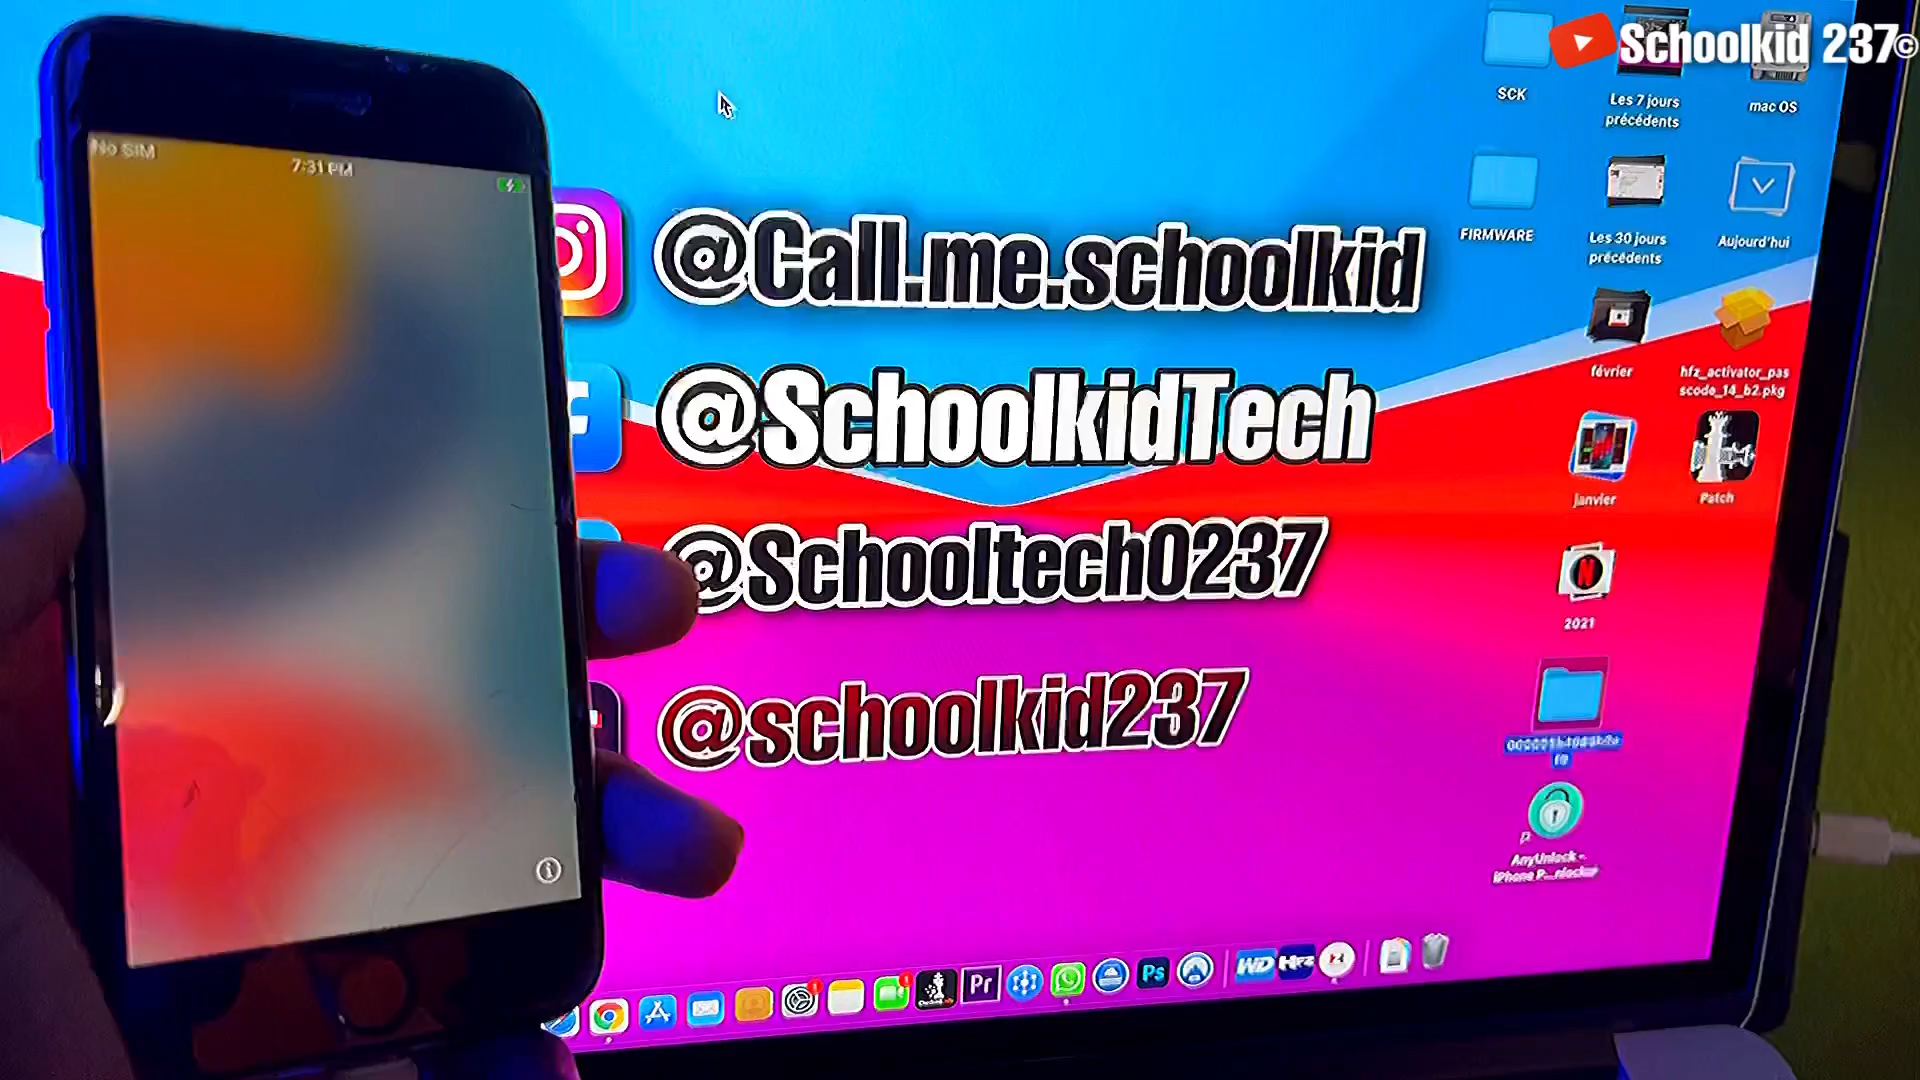 Schoolkid 237©
No SIM
7:31 PM
@Call.me.schoolkid
@SchoolkidTech
@Schooltech0237
@schoolkid237
SCK
Les 7 jours
précédents
mac OS
FIRMWARE
Les 30 jours
précédents
Aujourd'hui
février
hfz_activator_pas
scode_14_b2.pkg
janvier
Patch
2021
AnyUnlock -
iPhone P...nlocker
Pr
Ps
WD
HFZ